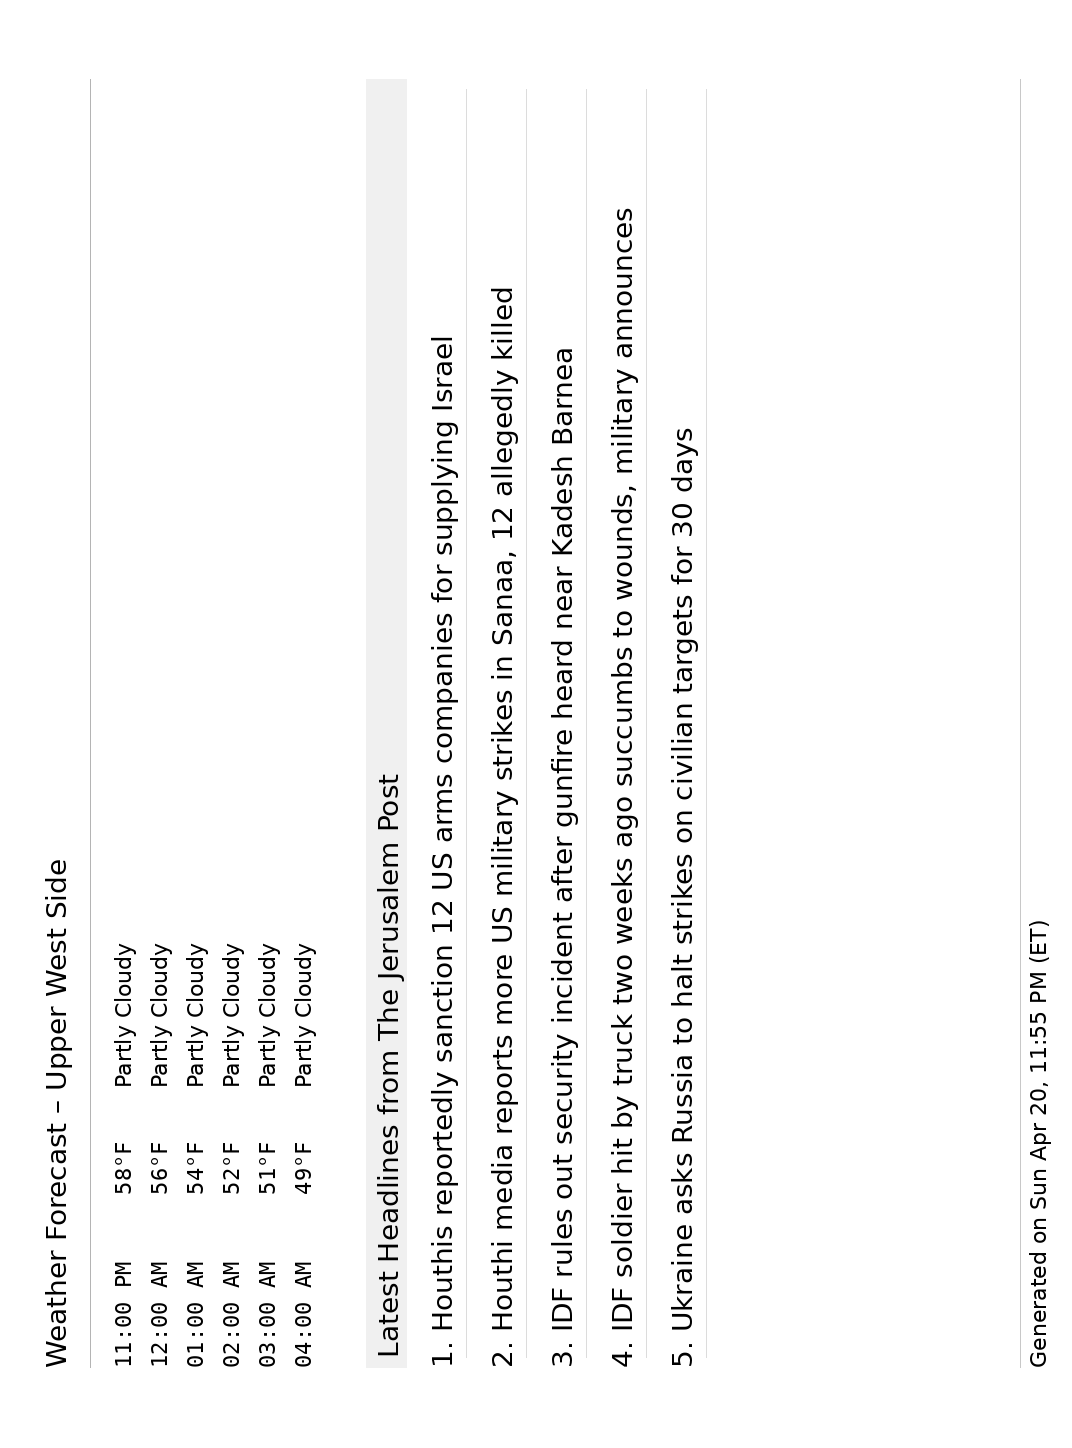 Weather Forecast – Upper West Side
11:00 PM 58°F Partly Cloudy
12:00 AM 56°F Partly Cloudy
01:00 AM 54°F Partly Cloudy
02:00 AM 52°F Partly Cloudy
03:00 AM 51°F Partly Cloudy
04:00 AM 49°F Partly Cloudy
Latest Headlines from The Jerusalem Post
1. Houthis reportedly sanction 12 US arms companies for supplying Israel
2. Houthi media reports more US military strikes in Sanaa, 12 allegedly killed
3. IDF rules out security incident after gunfire heard near Kadesh Barnea
4. IDF soldier hit by truck two weeks ago succumbs to wounds, military announces
5. Ukraine asks Russia to halt strikes on civilian targets for 30 days
Generated on Sun Apr 20, 11:55 PM (ET)